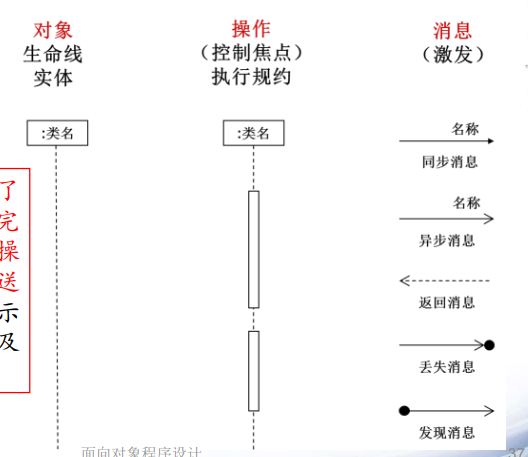 对象
生命线
实体
:类名
操作
（控制焦点）
执行规约
:类名
消息
（激发）
名称
同步消息
名称
异步消息
返回消息
丢失消息
发现消息
了
完
操
送
示
及
面向对象程序设计
37